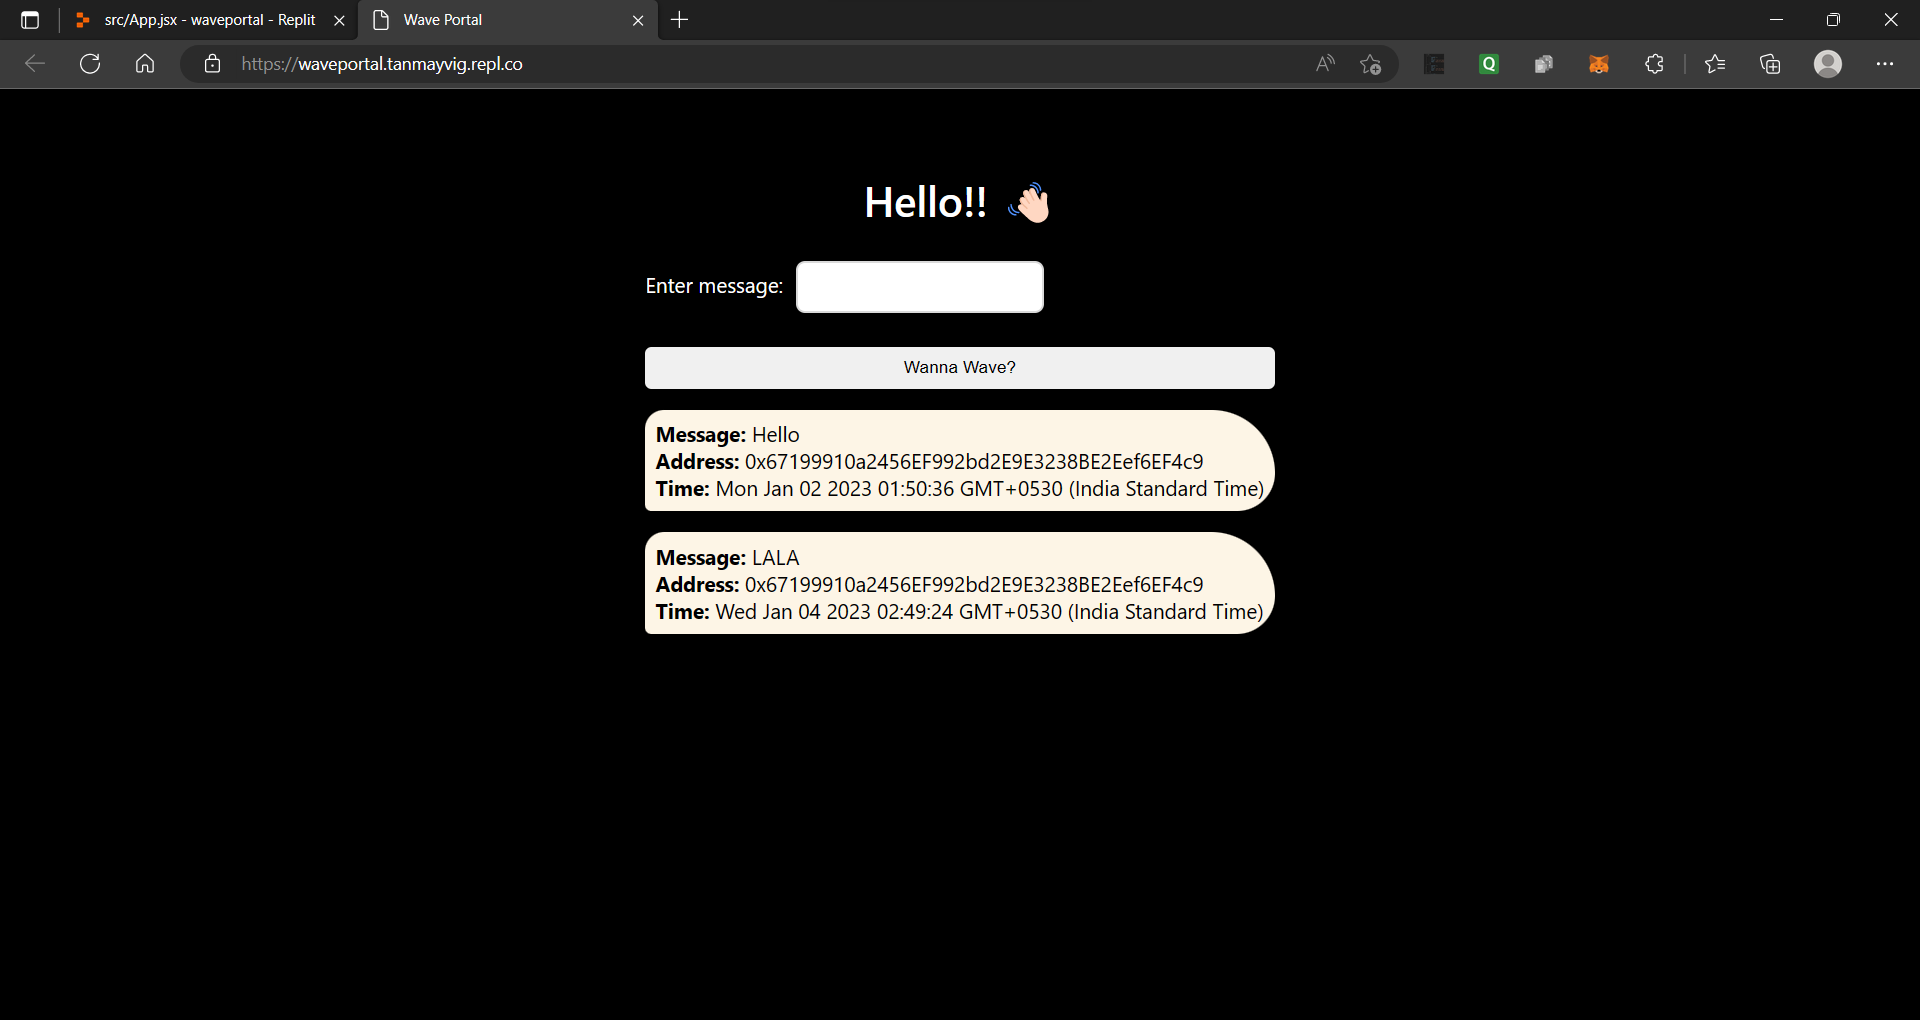 src/App.jsx - waveportal - Replit
Wave Portal
https://waveportal.tanmayvig.repl.co
Hello!! 👋🏻
Enter message:
Wanna Wave?
Message: Hello
Address: 0x67199910a2456EF992bd2E9E3238BE2Eef6EF4c9
Time: Mon Jan 02 2023 01:50:36 GMT+0530 (India Standard Time)
Message: LALA
Address: 0x67199910a2456EF992bd2E9E3238BE2Eef6EF4c9
Time: Wed Jan 04 2023 02:49:24 GMT+0530 (India Standard Time)